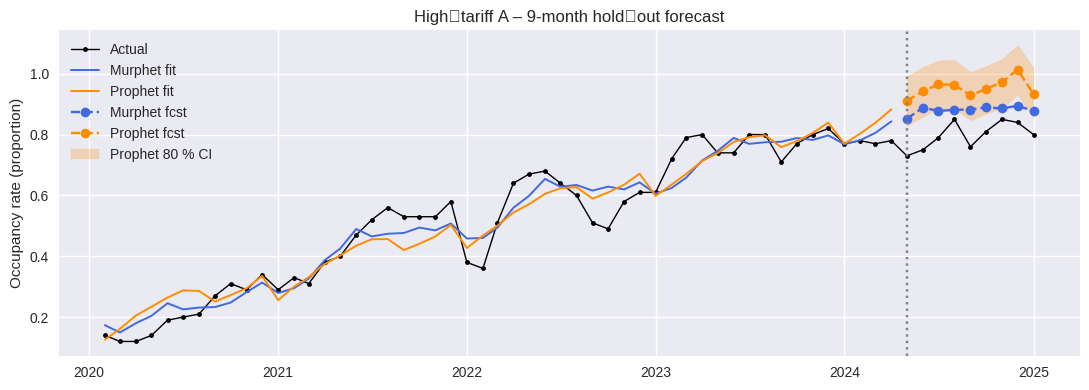 High□tariff A – 9-month hold□out forecast
Actual
Murphet fit
Prophet fit
Murphet fcst
Prophet fcst
Prophet 80 % CI
Occupancy rate (proportion)
1.0
0.8
0.6
0.4
0.2
2020 2021 2022 2023 2024 2025